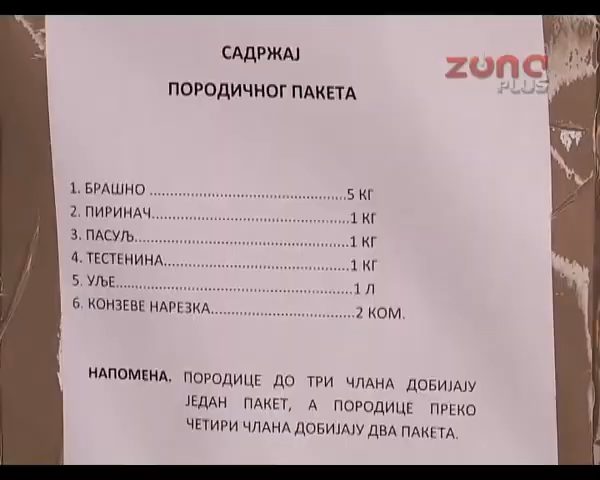 САДРЖАЈ
ПОРОДИЧНОГ ПАКЕТА
zona
PLUS
1. БРАШНО ................................................5 КГ
2. ПИРИНАЧ................................................1 КГ
3. ПАСУЉ....................................................1 КГ
4. ТЕСТЕНИНА.............................................1 КГ
5. УЉЕ.........................................................1 Л
6. КОНЗЕВЕ НАРЕЗКА...................................2 КОМ.
НАПОМЕНА. ПОРОДИЦЕ ДО ТРИ ЧЛАНА ДОБИЈАЈУ
ЈЕДАН ПАКЕТ, А ПОРОДИЦЕ ПРЕКО
ЧЕТИРИ ЧЛАНА ДОБИЈАЈУ ДВА ПАКЕТА.